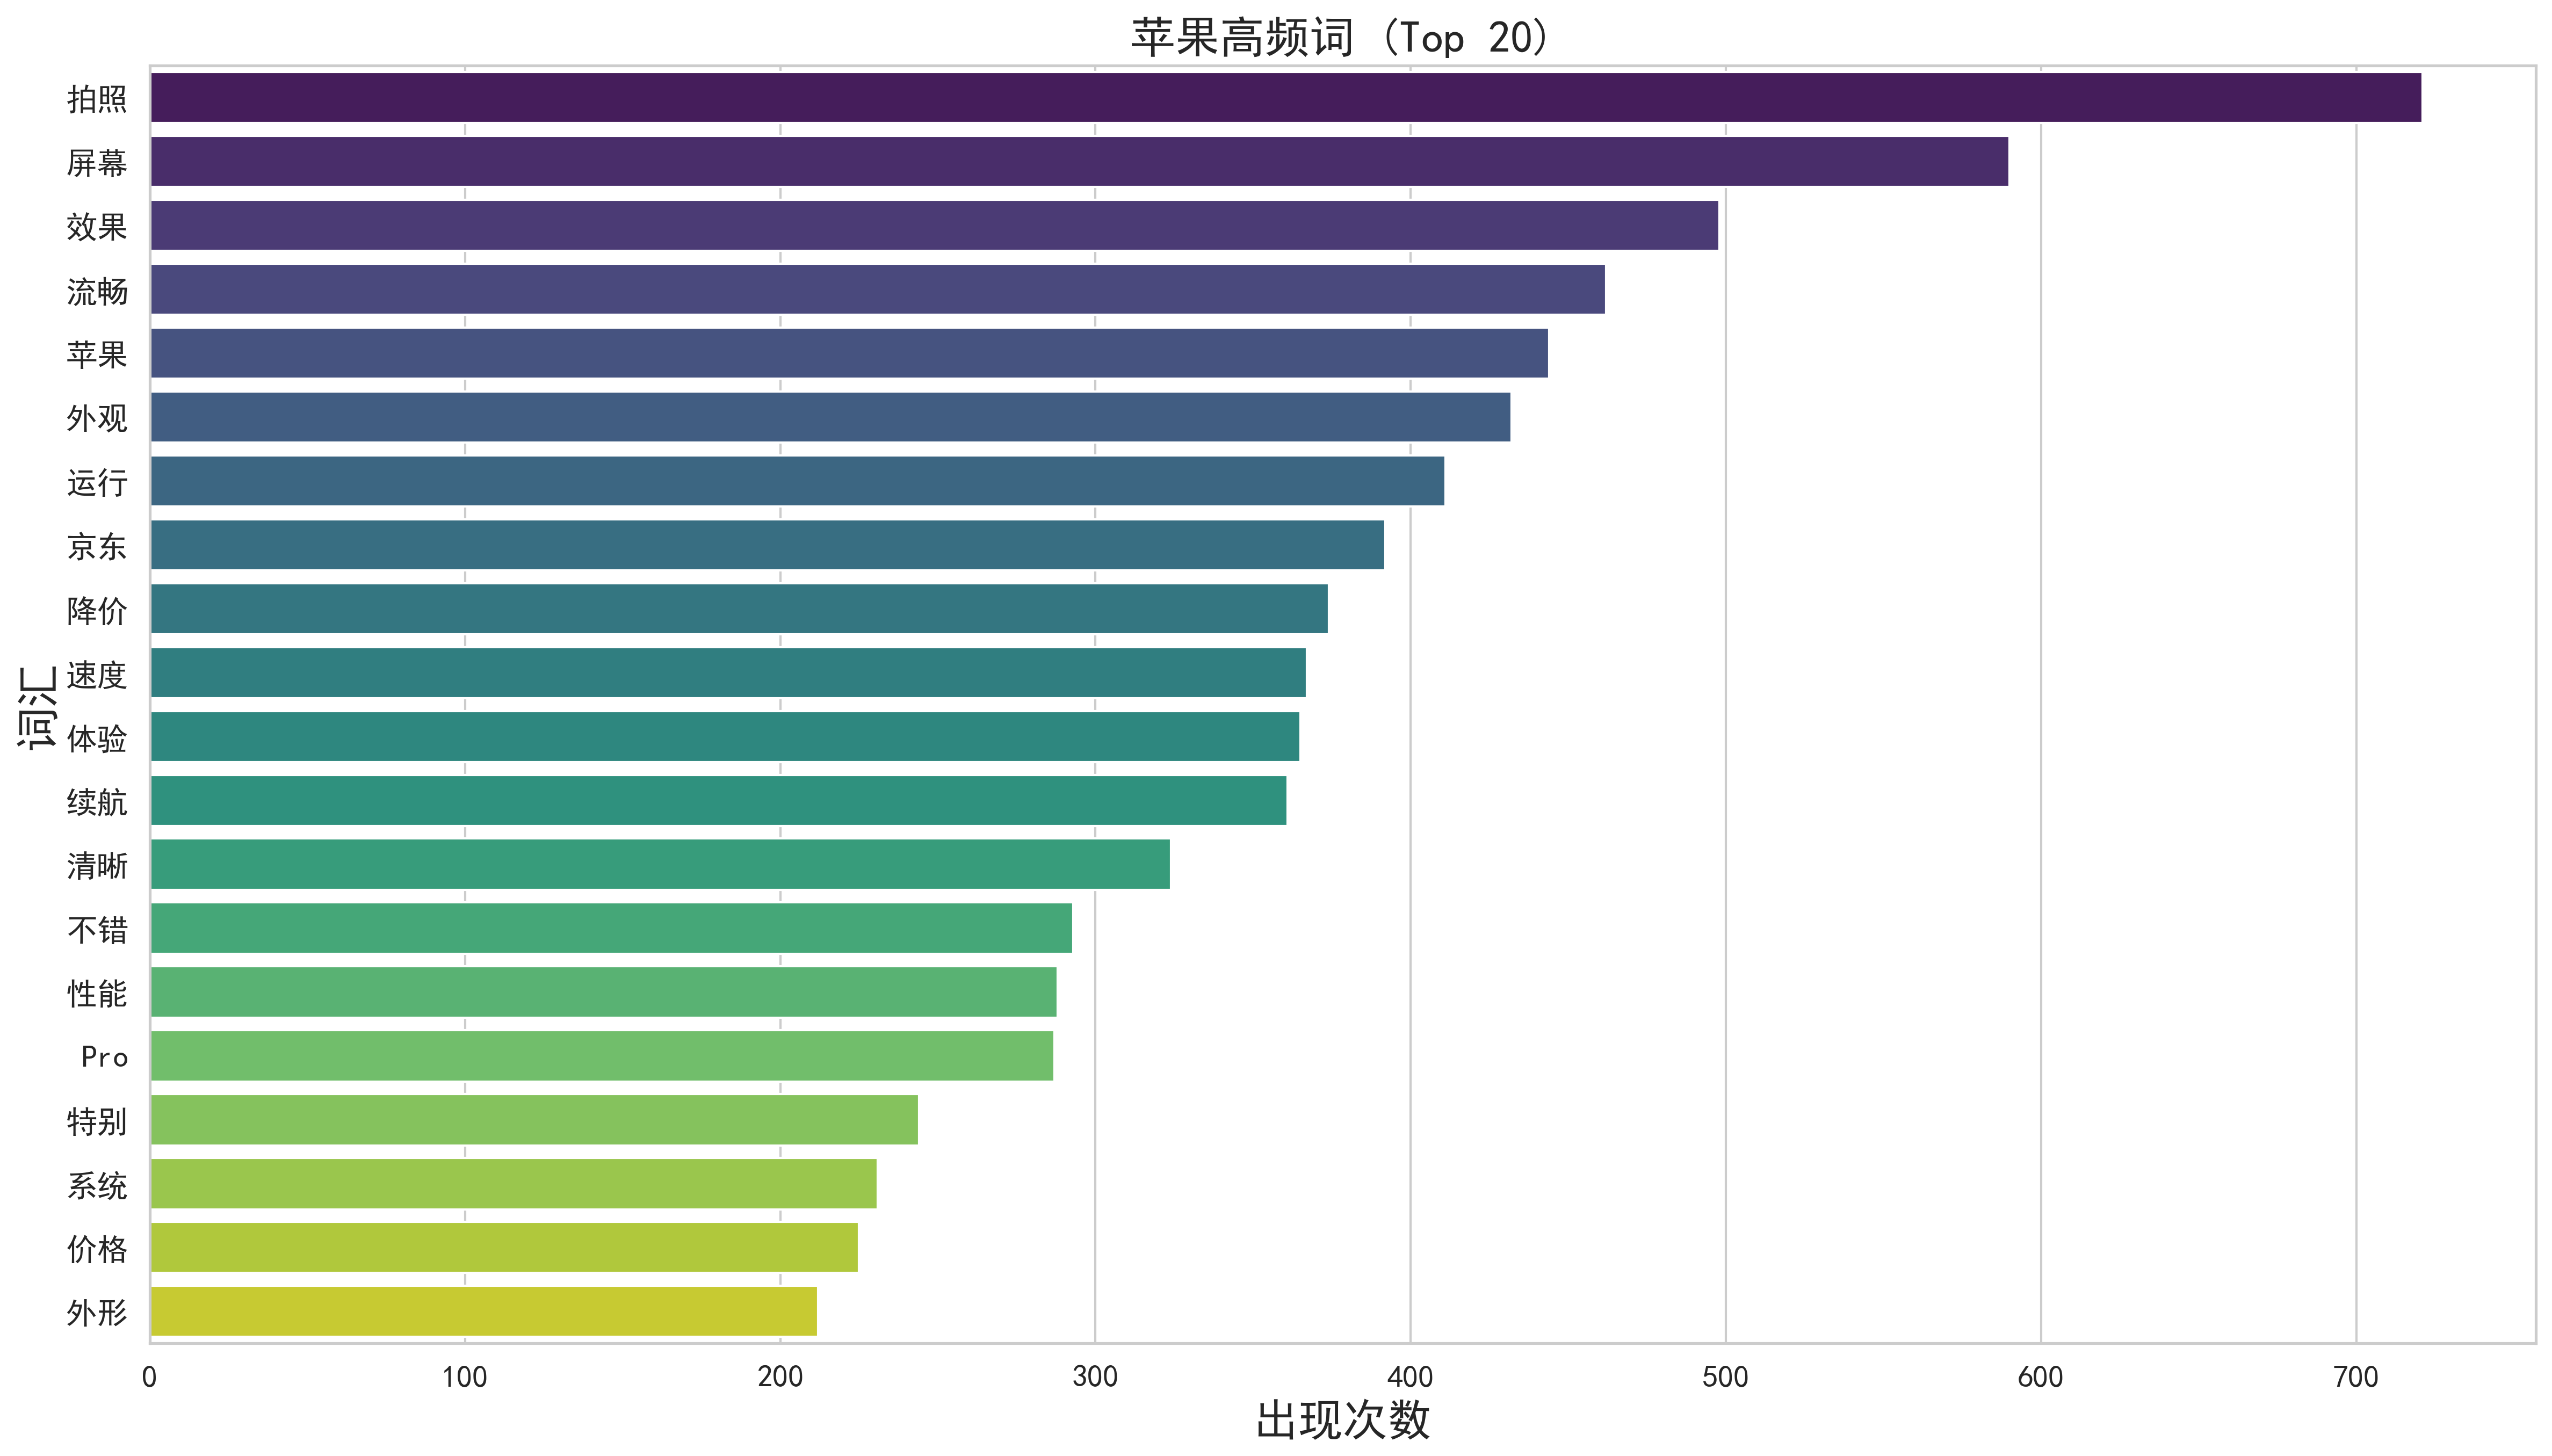 苹果高频词 (Top 20)
拍照
屏幕
效果
流畅
苹果
外观
运行
京东
降价
速度
体验
续航
清晰
不错
性能
Pro
特别
系统
价格
外形
词汇
0 100 200 300 400 500 600 700
出现次数